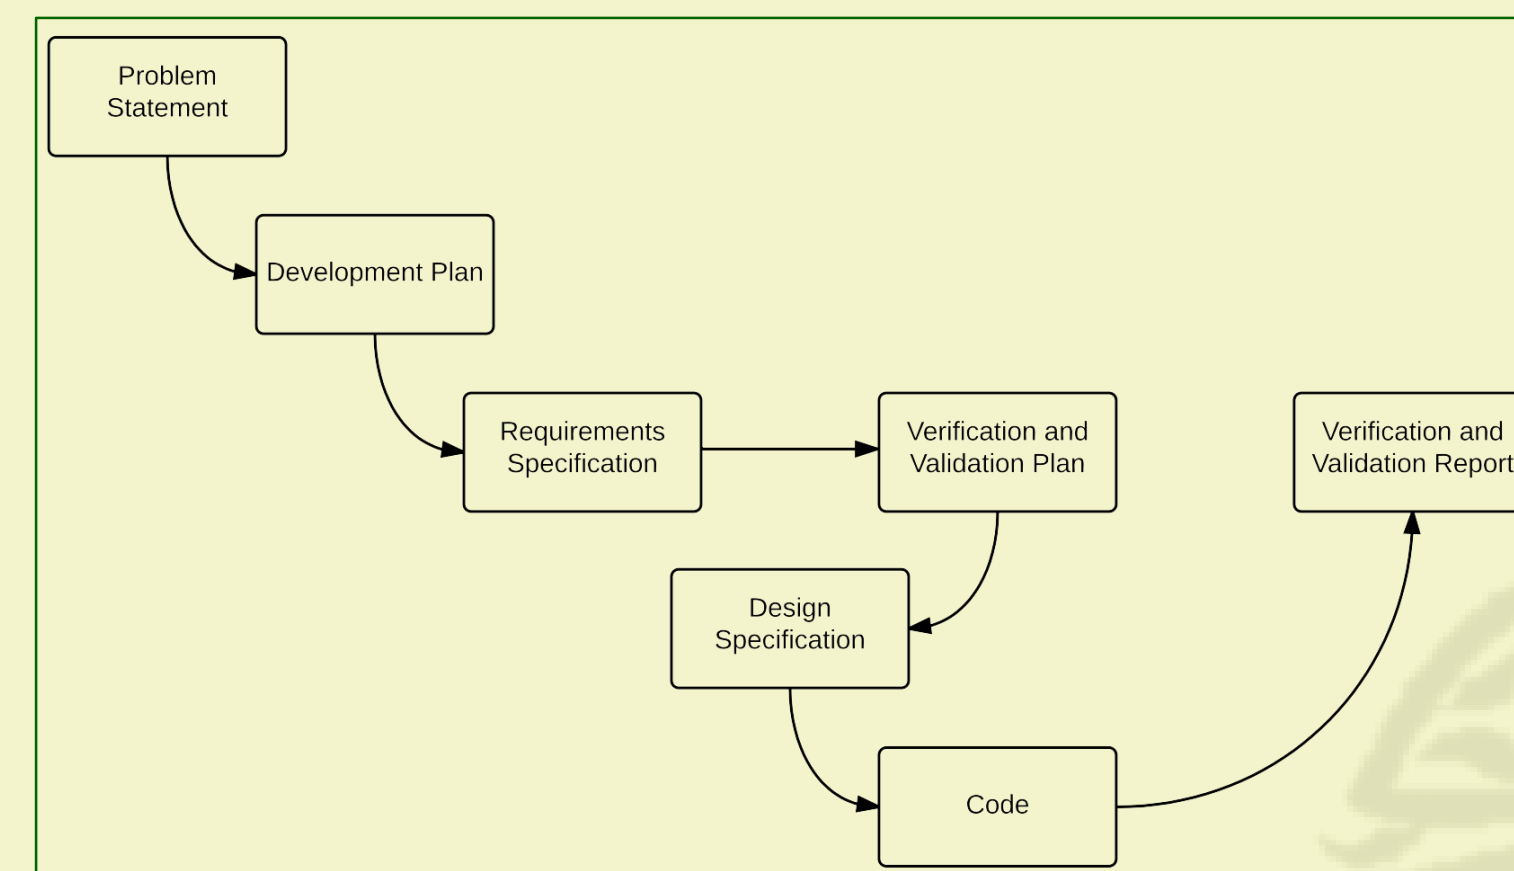 Problem
Statement
Development Plan
Requirements
Specification
Verification and
Validation Plan
Verification and
Validation Report
Design
Specification
Code